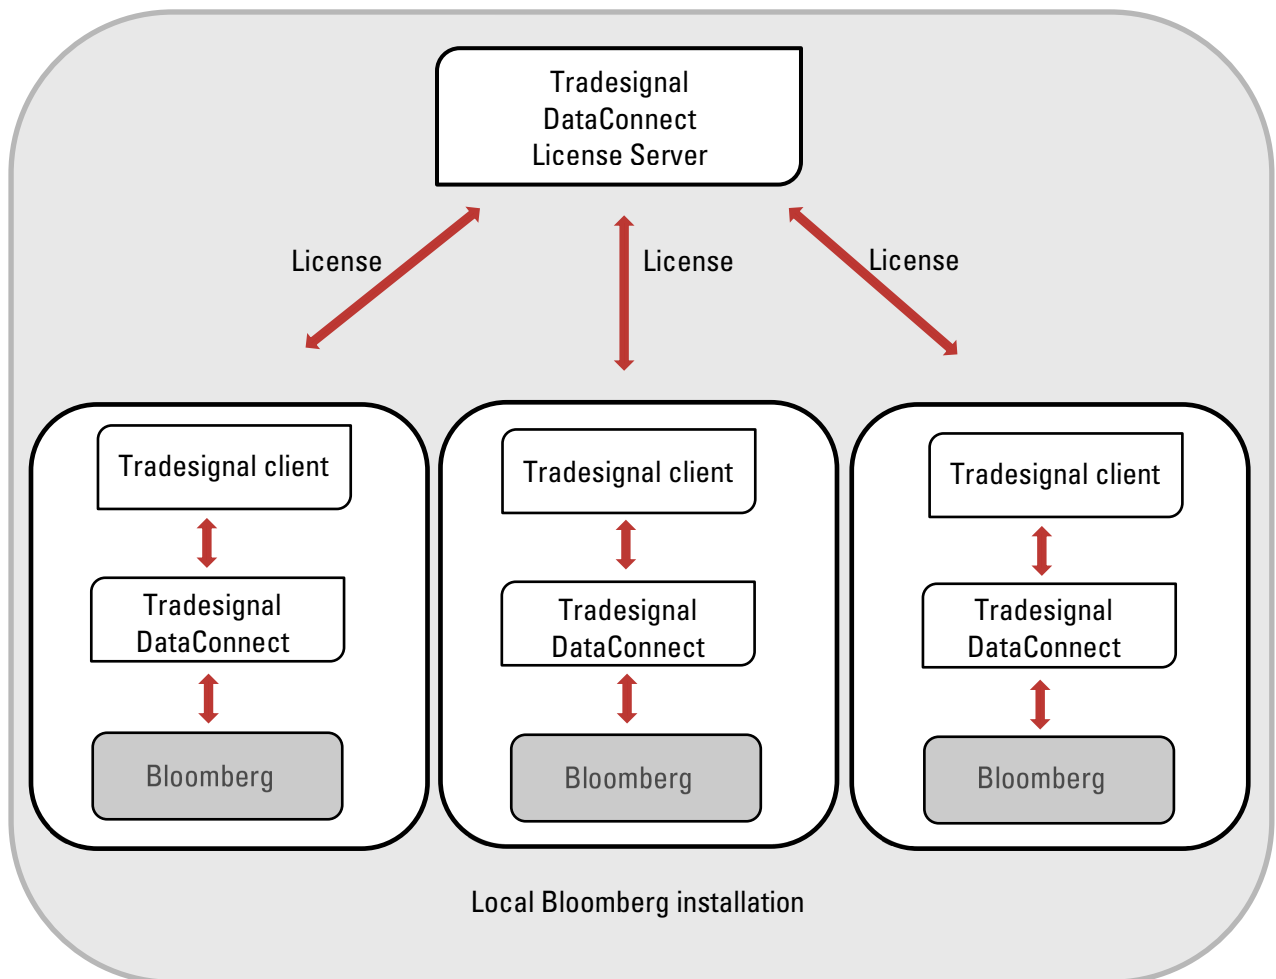 Tradesignal
DataConnect
License Server
License
License
License
Tradesignal client
Tradesignal
DataConnect
Bloomberg
Tradesignal client
Tradesignal
DataConnect
Bloomberg
Tradesignal client
Tradesignal
DataConnect
Bloomberg
Local Bloomberg installation